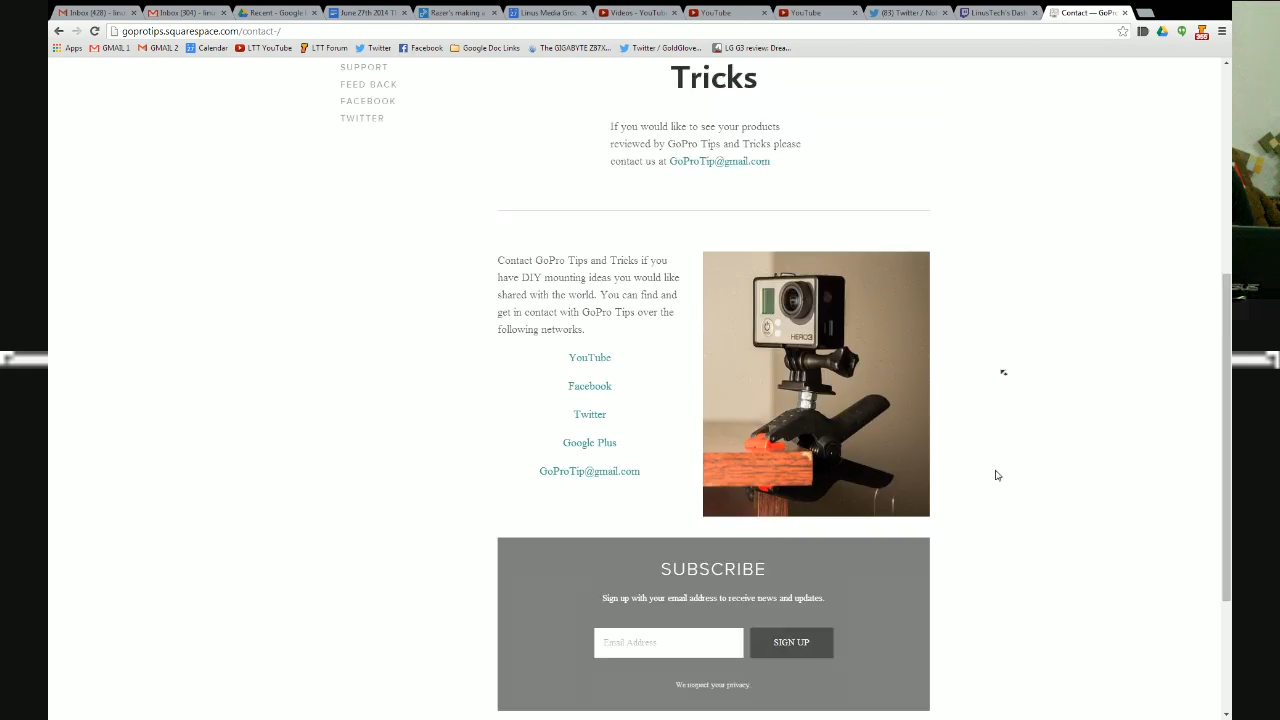 Inbox (428) - linu
Inbox (304) - linu
Recent - Google
June 27th 2014 T
Razer's making a
Linus Media Gro
Videos - YouTub
YouTube
YouTube
(83) Twitter / No
LinusTech's Dash
Contact — GoPr
goprotips.squarespace.com/contact-/
Apps
GMAIL 1
GMAIL 2
Calendar
LTT YouTube
LTT Forum
Twitter
Facebook
Google Doc Links
The GIGABYTE Z87X...
Twitter / GoldGlove...
LG G3 review: Drea...
SUPPORT
FEED BACK
FACEBOOK
TWITTER
Tricks
If you would like to see your products
reviewed by GoPro Tips and Tricks please
contact us at GoProTip@gmail.com
Contact GoPro Tips and Tricks if you
have DIY mounting ideas you would like
shared with the world. You can find and
get in contact with GoPro Tips over the
following networks.
YouTube
Facebook
Twitter
Google Plus
GoProTip@gmail.com
HERO3
SUBSCRIBE
Sign up with your email address to receive news and updates.
Email Address
SIGN UP
We respect your privacy.